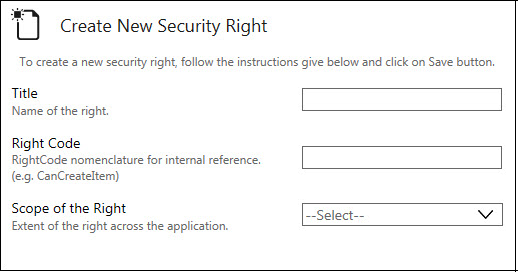 Create New Security Right
To create a new security right, follow the instructions give below and click on Save button.
Title
Name of the right.
Right Code
RightCode nomenclature for internal reference.
(e.g. CanCreateItem)
Scope of the Right
--Select--
Extent of the right across the application.